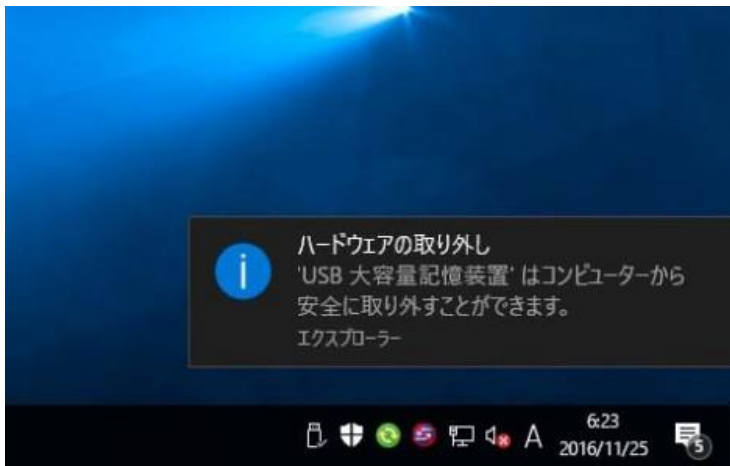 ハードウェアの取り外し
'USB 大容量記憶装置' はコンピューターから
安全に取り外すことができます。
エクスプローラー
A
6:23
2016/11/25
5